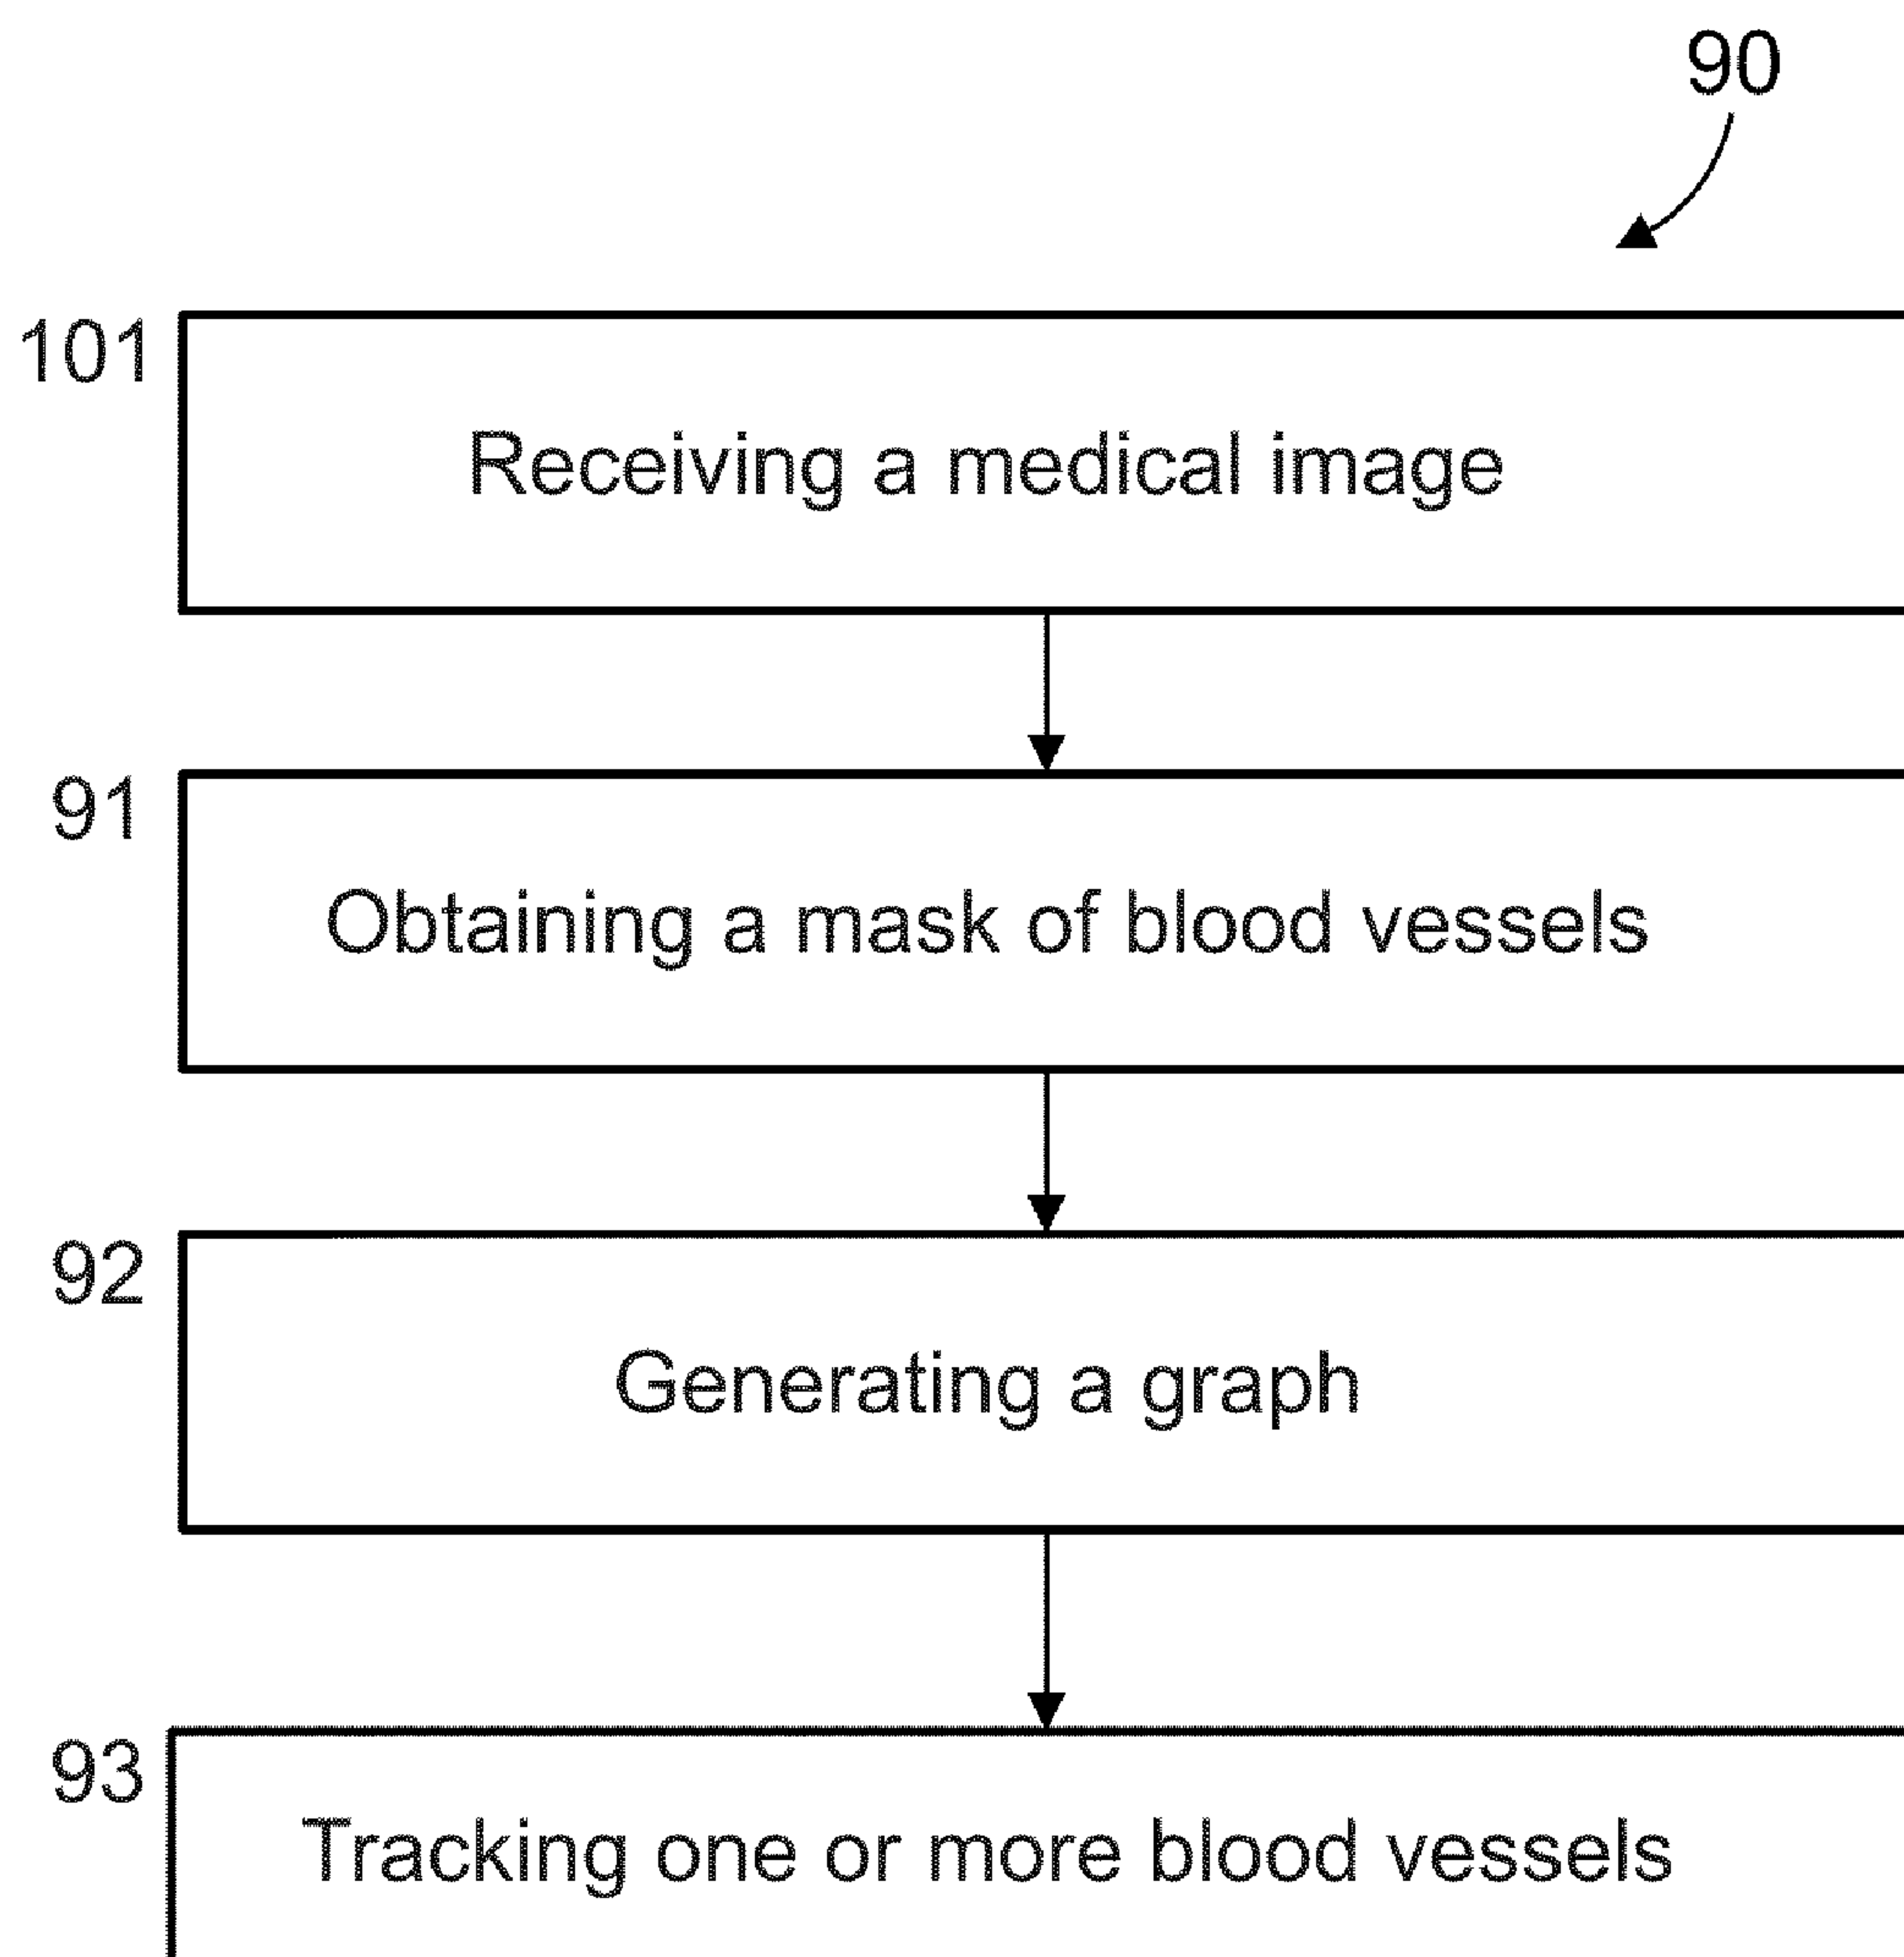 90
101
Receiving a medical image
91
Obtaining a mask of blood vessels
92
Generating a graph
93
Tracking one or more blood vessels